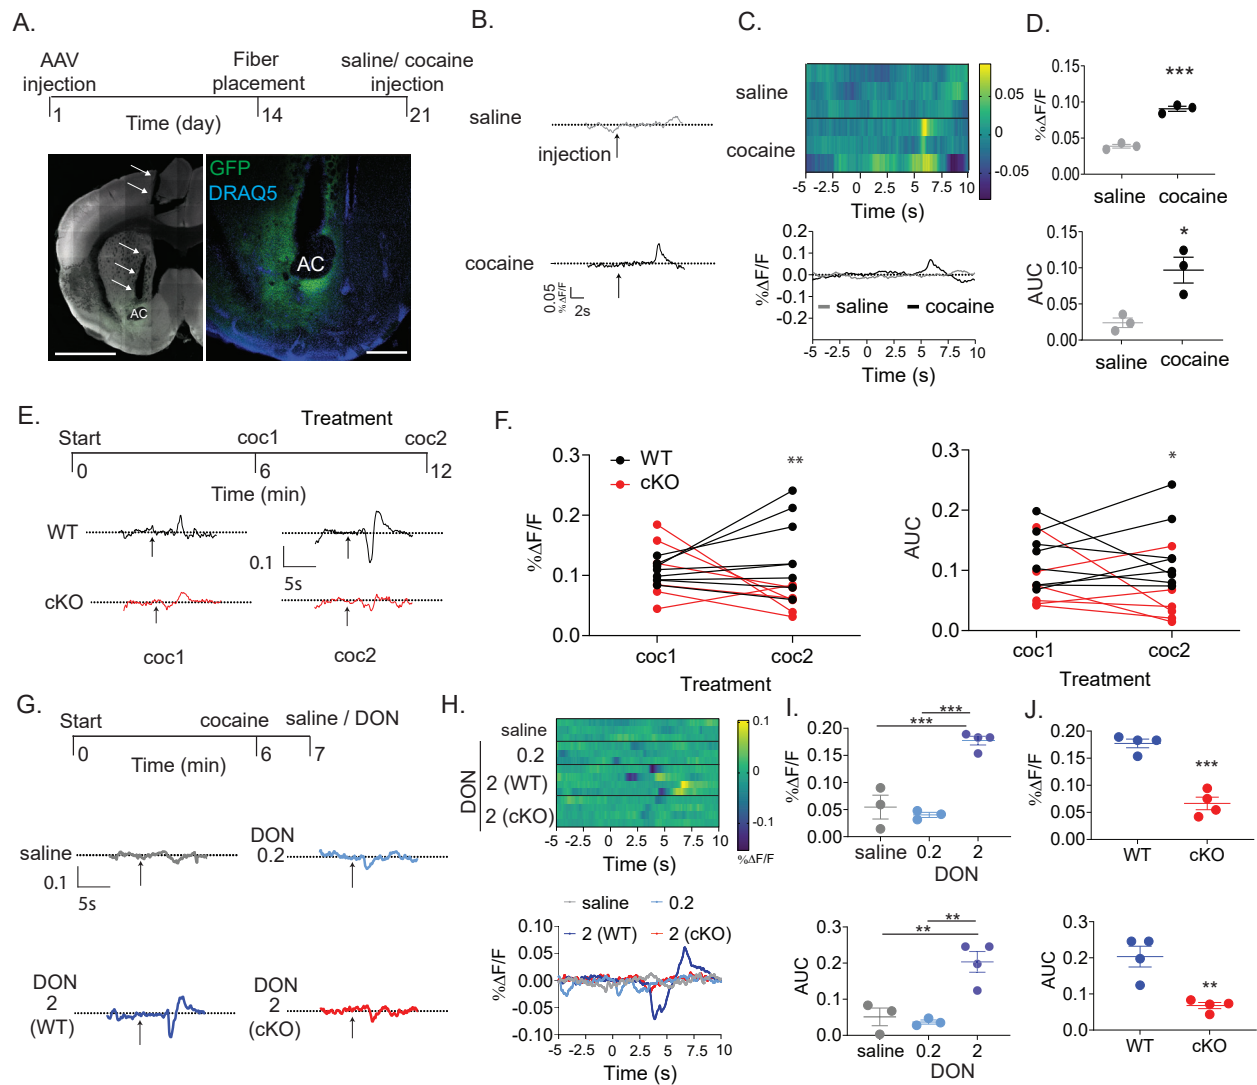 A.
AAV
injection
Fiber
placement
saline/ cocaine
injection
1
Time (day)
14
21
AC
GFP
DRAQ5
AC
B.
saline
injection
cocaine
0.05
%ΔF/F
2s
C.
saline
cocaine
0.05
0
-0.05
-5 -2.5 0 2.5 5 7.5 10
Time (s)
0.2
0.1
0.0
-0.1
-0.2
%ΔF/F
saline cocaine
-5 -2.5 0 2.5 5 7.5 10
Time (s)
D.
0.15
0.10
0.05
0.00
%ΔF/F
***
saline cocaine
0.15
0.10
0.05
0.00
AUC
*
saline cocaine
E.
Treatment
Start coc1 coc2
0 6 12
Time (min)
WT
0.1
5s
cKO
coc1 coc2
F.
0.3
0.2
0.1
0.0
%ΔF/F
WT
cKO
**
coc1 coc2
Treatment
0.3
0.2
0.1
0.0
AUC
*
coc1 coc2
Treatment
G.
Start cocaine saline / DON
0 6 7
Time (min)
saline
0.1
5s
DON
0.2
DON
2
(WT)
DON
2
(cKO)
H.
saline
0.2
2 (WT)
2 (cKO)
DON
0.1
0
-0.1
%ΔF/F
-5 -2.5 0 2.5 5 7.5 10
Time (s)
saline 0.2
2 (WT) 2 (cKO)
0.10
0.05
0.00
-0.05
-0.10
%ΔF/F
-5 -2.5 0 2.5 5 7.5 10
Time (s)
I.
0.20
0.15
0.10
0.05
0.00
%ΔF/F
***
***
saline 0.2 2
DON
0.3
0.2
0.1
0.0
AUC
**
**
saline 0.2 2
DON
J.
0.20
0.15
0.10
0.05
0.00
%ΔF/F
***
WT cKO
0.3
0.2
0.1
0.0
AUC
**
WT cKO